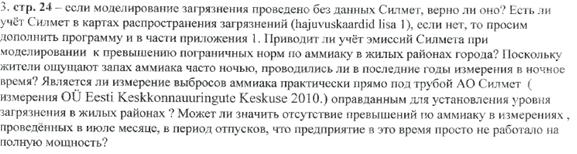 3. стр. 24 – если моделирование загрязнения проведено без данных Силмет, верно ли оно? Есть ли
учёт Силмет в картах распространения загрязнений (hajuvuskaardid lisa 1), если нет, то просим
дополнить программу и в части приложения 1. Приводит ли учёт эмиссий Силмета при
моделировании к превышению пограничных норм по аммиаку в жилых районах города? Поскольку
жители ощущают запах аммиака часто ночью, проводились ли в последние годы измерения в ночное
время? Является ли измерение выбросов аммиака практически прямо под трубой АО Силмет (
измерения OÜ Eesti Keskkonnauuringute Keskuse 2010.) оправданным для установления уровня
загрязнения в жилых районах ? Может ли значить отсутствие превышений по аммиаку в измерениях ,
проведённых в июле месяце, в период отпусков, что предприятие в это время просто не работало на
полную мощность?